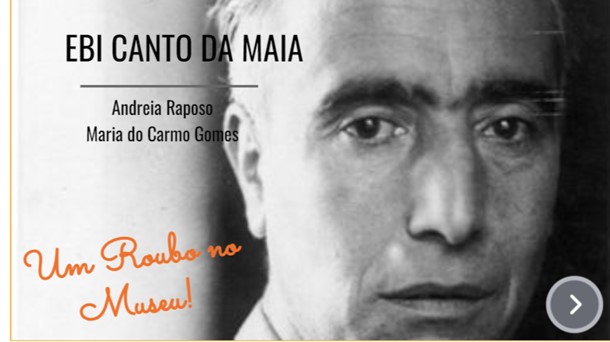 EBI CANTO DA MAIA
Andreia Raposo
Maria do Carmo Gomes
Um Roubo no
Museu!